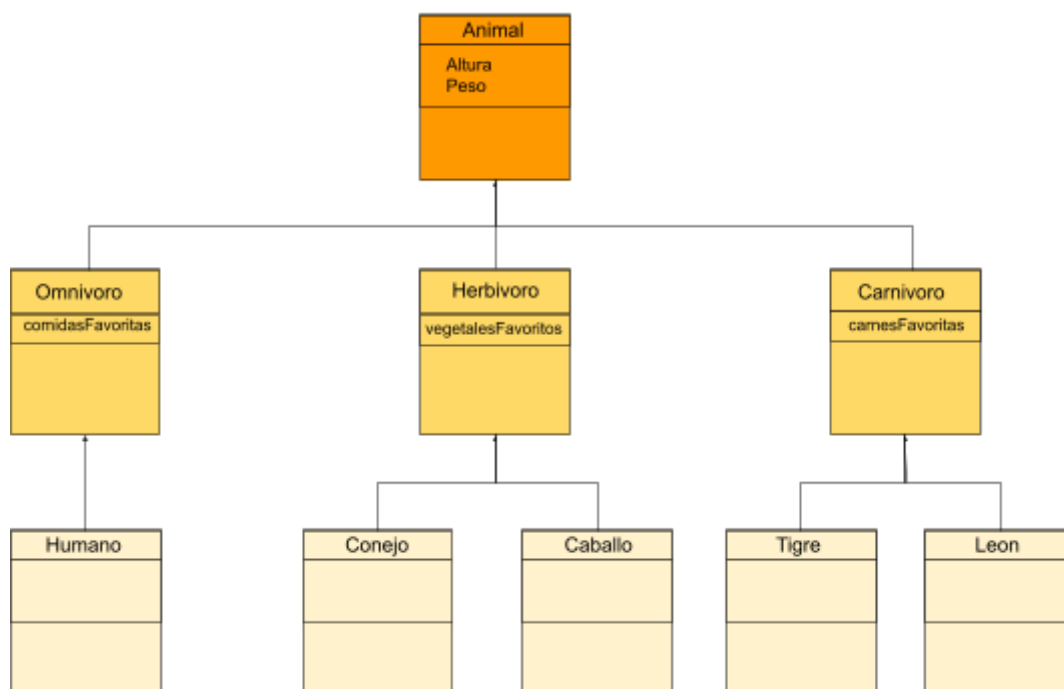 Animal
Altura
Peso
Omnivoro
comidasFavoritas
Herbivoro
vegetalesFavoritos
Carnivoro
carnesFavoritas
Humano
Conejo
Caballo
Tigre
Leon